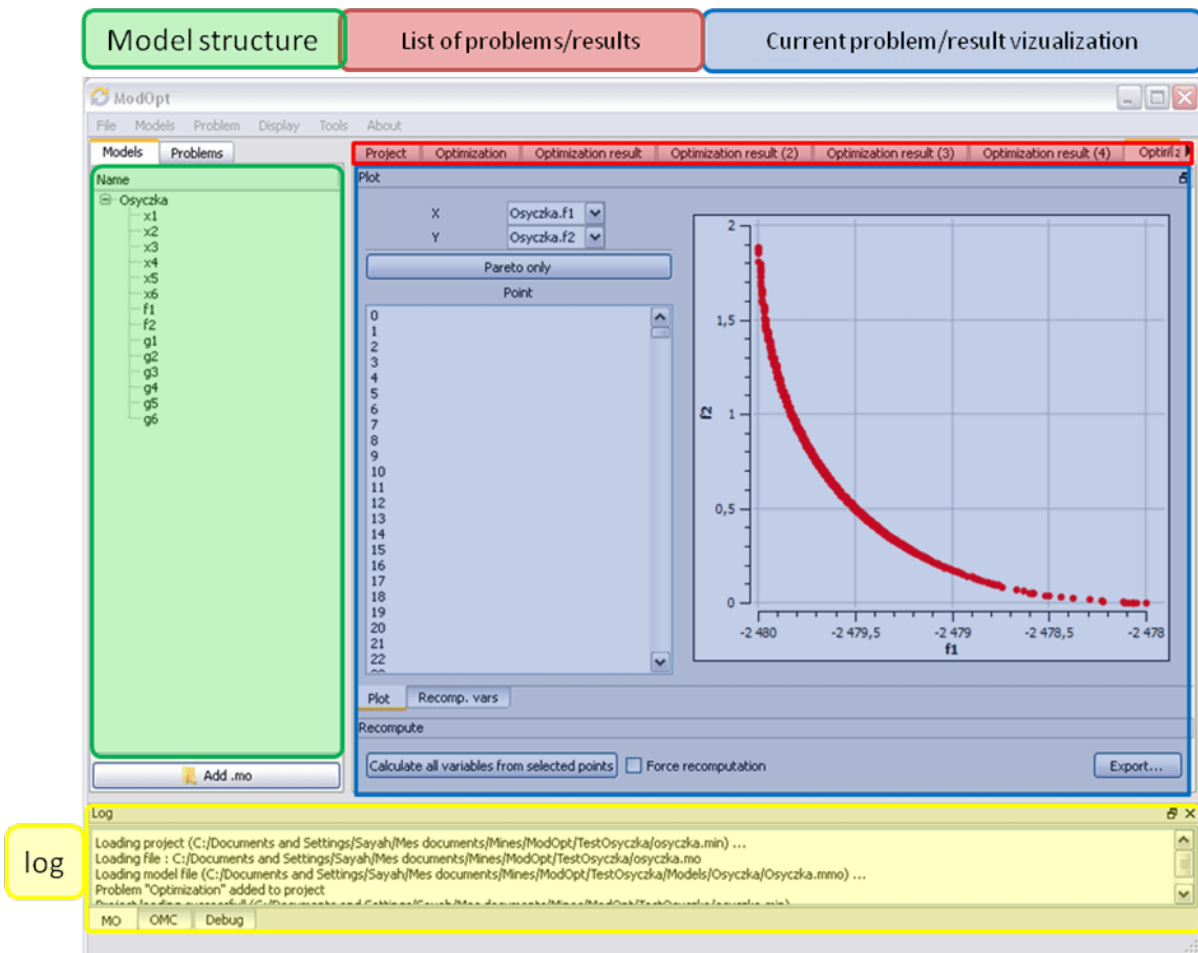 Model structure
List of problems/results
Current problem/result vizualization
ModOpt
File Models Problem Display Tools About
Models Problems
Project Optimization Optimization result Optimization result (2) Optimization result (3) Optimization result (4)
Name
Osyczka
x1
x2
x3
x4
x5
x6
f1
f2
g1
g2
g3
g4
g5
g6
Add .mo
Plot
X Osyczka.f1
Y Osyczka.f2
Pareto only
Point
0
1
2
3
4
5
6
7
8
9
10
11
12
13
14
15
16
17
18
19
20
21
22
2
1,5
1
0,5
0
f2
-2 480 -2 479,5 -2 479 -2 478,5 -2 478
f1
Plot Recomp. vars
Recompute
Calculate all variables from selected points Force recomputation Export...
log
Log
Loading project (C:/Documents and Settings/Sayah/Mes documents/Mines/ModOpt/TestOsyczka/osyczka.min) ...
Loading file : C:/Documents and Settings/Sayah/Mes documents/Mines/ModOpt/TestOsyczka/osyczka.mo
Loading model file (C:/Documents and Settings/Sayah/Mes documents/Mines/ModOpt/TestOsyczka/Models/Osyczka/Osyczka.mmo) ...
Problem "Optimization" added to project
MO OMC Debug